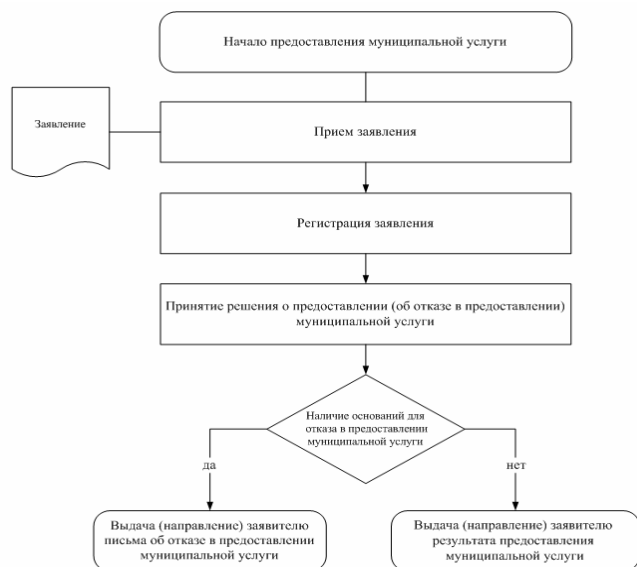 Начало предоставления муниципальной услуги
Заявление
Прием заявления
Регистрация заявления
Принятие решения о предоставлении (об отказе в предоставлении)
муниципальной услуги
Наличие оснований для
отказа в предоставлении
муниципальной услуги
да
нет
Выдача (направление) заявителю
письма об отказе в предоставлении
муниципальной услуги
Выдача (направление) заявителю
результата предоставления
муниципальной услуги